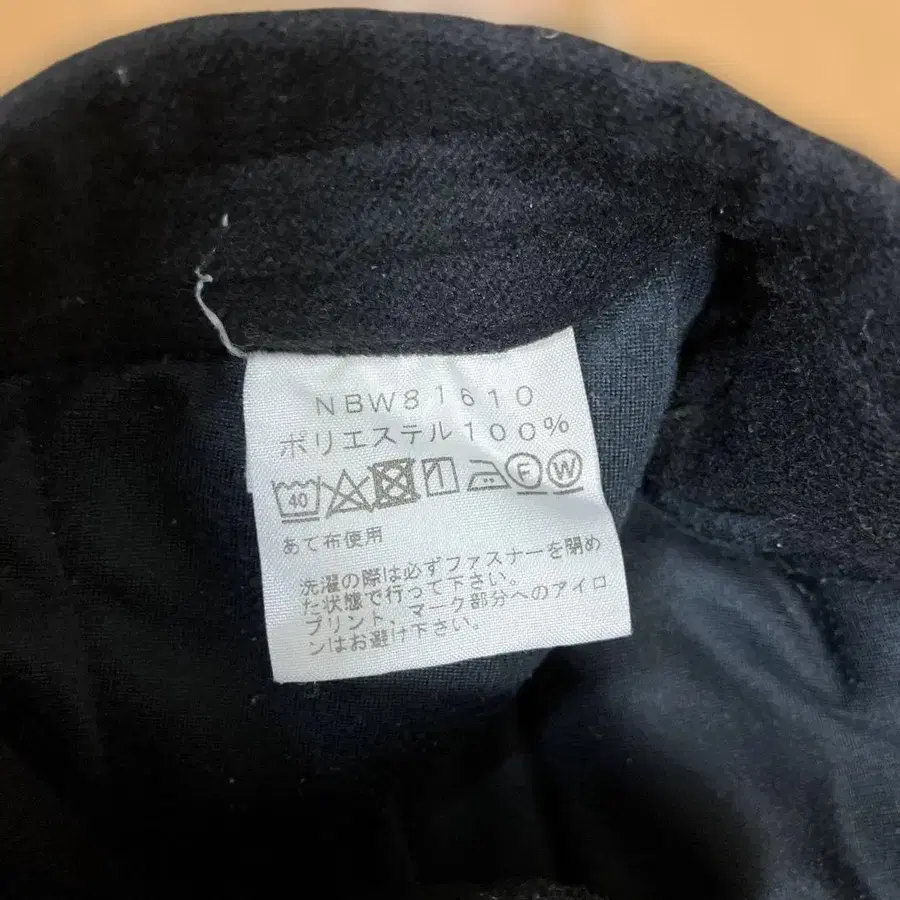 NBW81610
ポリエステル100%
40 F W
あて布使用
洗濯の際は必ずファスナーを閉め
た状態で行って下さい。
プリント、マーク部分へのアイロ
ンはお避け下さい。